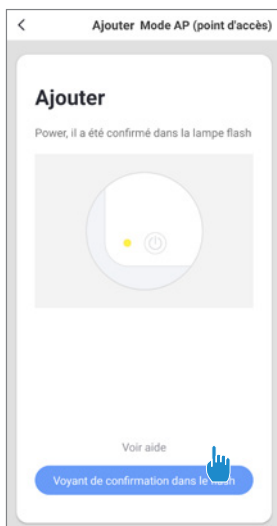 Ajouter Mode AP (point d'accès)
Ajouter
Power, il a été confirmé dans la lampe flash
Voir aide
Voyant de confirmation dans le flash